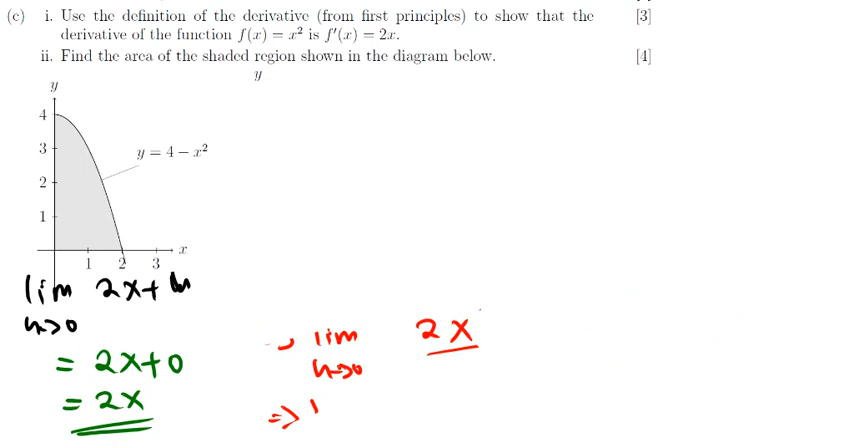 (c) i. Use the definition of the derivative (from first principles) to show that the [3]
derivative of the function f(x) = x² is f′(x) = 2x.
ii. Find the area of the shaded region shown in the diagram below. [4]
y
y
4
3
y = 4 − x²
2
1
x
1 2 3
lim 2x+h
h→0
= 2x+0
= 2x
lim 2x
h→0
⇒